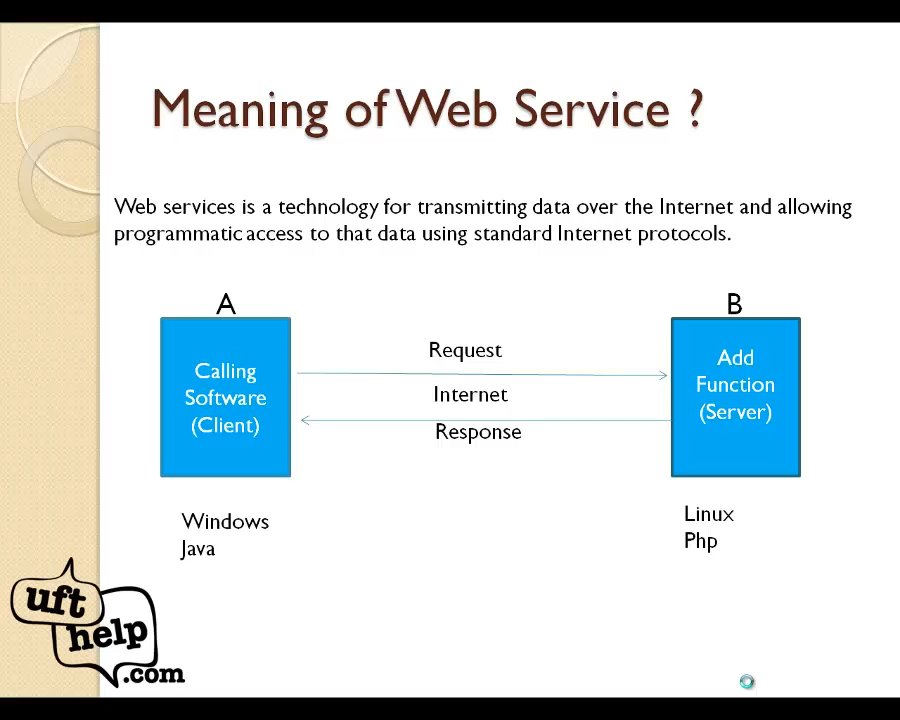 Meaning of Web Service ?
Web services is a technology for transmitting data over the Internet and allowing
programmatic access to that data using standard Internet protocols.
A
B
Calling
Software
(Client)
Request
Internet
Response
Add
Function
(Server)
Windows
Java
Linux
Php
uft
help
.com